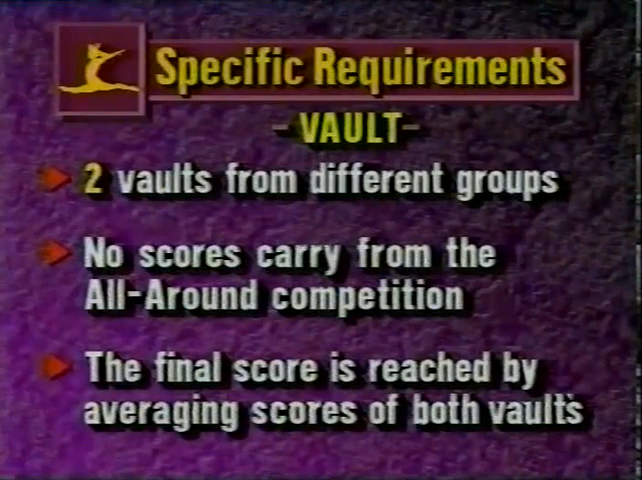 Specific Requirements
- VAULT-
2 vaults from different groups
No scores carry from the
All-Around competition
The final score is reached by
averaging scores of both vaults